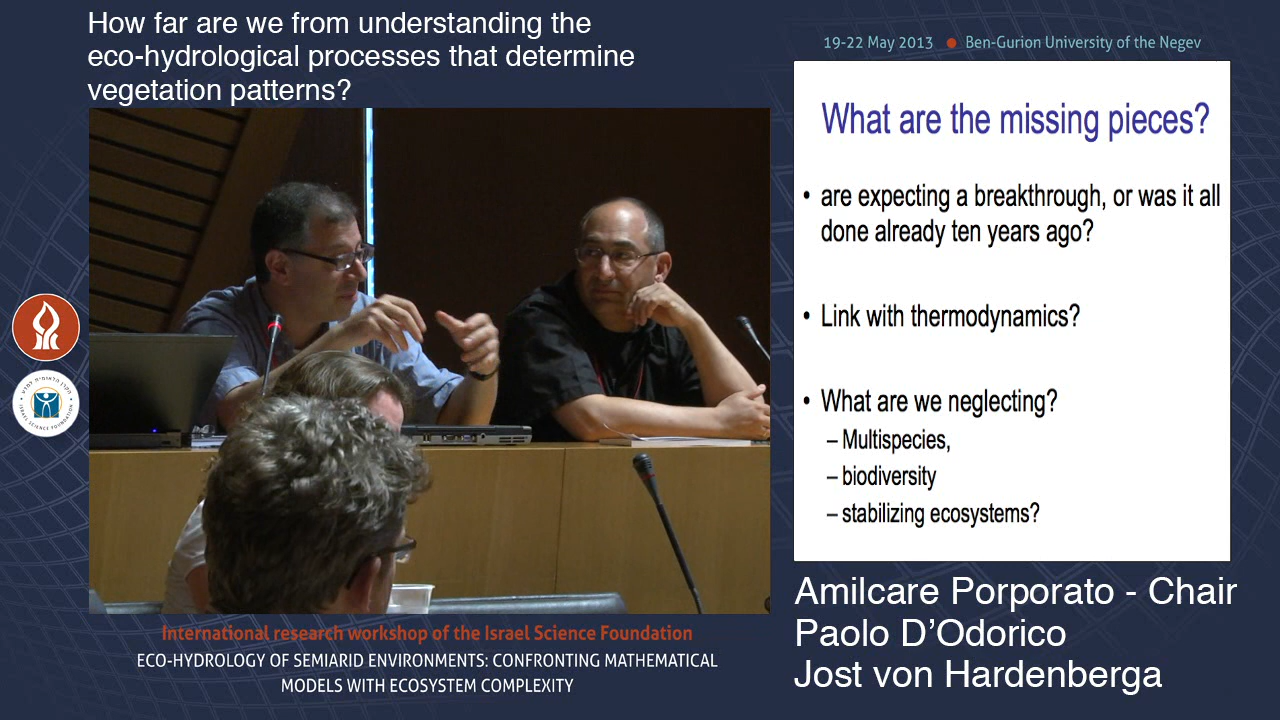 How far are we from understanding the
eco-hydrological processes that determine
vegetation patterns?
19-22 May 2013 ● Ben-Gurion University of the Negev
What are the missing pieces?
• are expecting a breakthrough, or was it all
done already ten years ago?
• Link with thermodynamics?
• What are we neglecting?
– Multispecies,
– biodiversity
– stabilizing ecosystems?
Amilcare Porporato - Chair
Paolo D’Odorico
Jost von Hardenberga
ISRAEL SCIENCE FOUNDATION
International research workshop of the Israel Science Foundation
ECO-HYDROLOGY OF SEMIARID ENVIRONMENTS: CONFRONTING MATHEMATICAL
MODELS WITH ECOSYSTEM COMPLEXITY